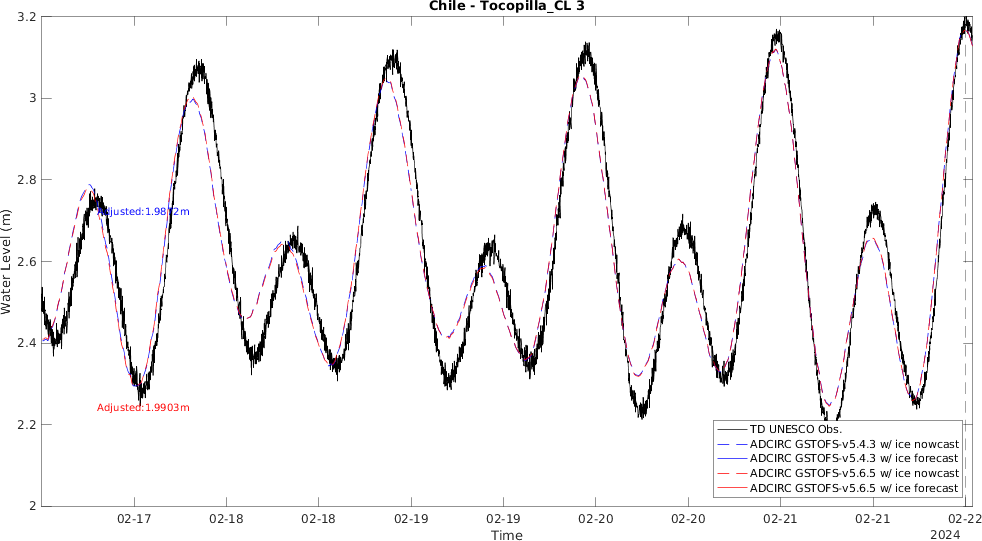 Chile - Tocopilla_CL 3
Water Level (m)
3.2
3
2.8
2.6
2.4
2.2
2
Adjusted:1.9812m
Adjusted:1.9903m
TD UNESCO Obs.
ADCIRC GSTOFS-v5.4.3 w/ ice nowcast
ADCIRC GSTOFS-v5.4.3 w/ ice forecast
ADCIRC GSTOFS-v5.6.5 w/ ice nowcast
ADCIRC GSTOFS-v5.6.5 w/ ice forecast
02-17 02-18 02-18 02-19 02-19 02-20 02-20 02-21 02-21 02-22
Time
2024